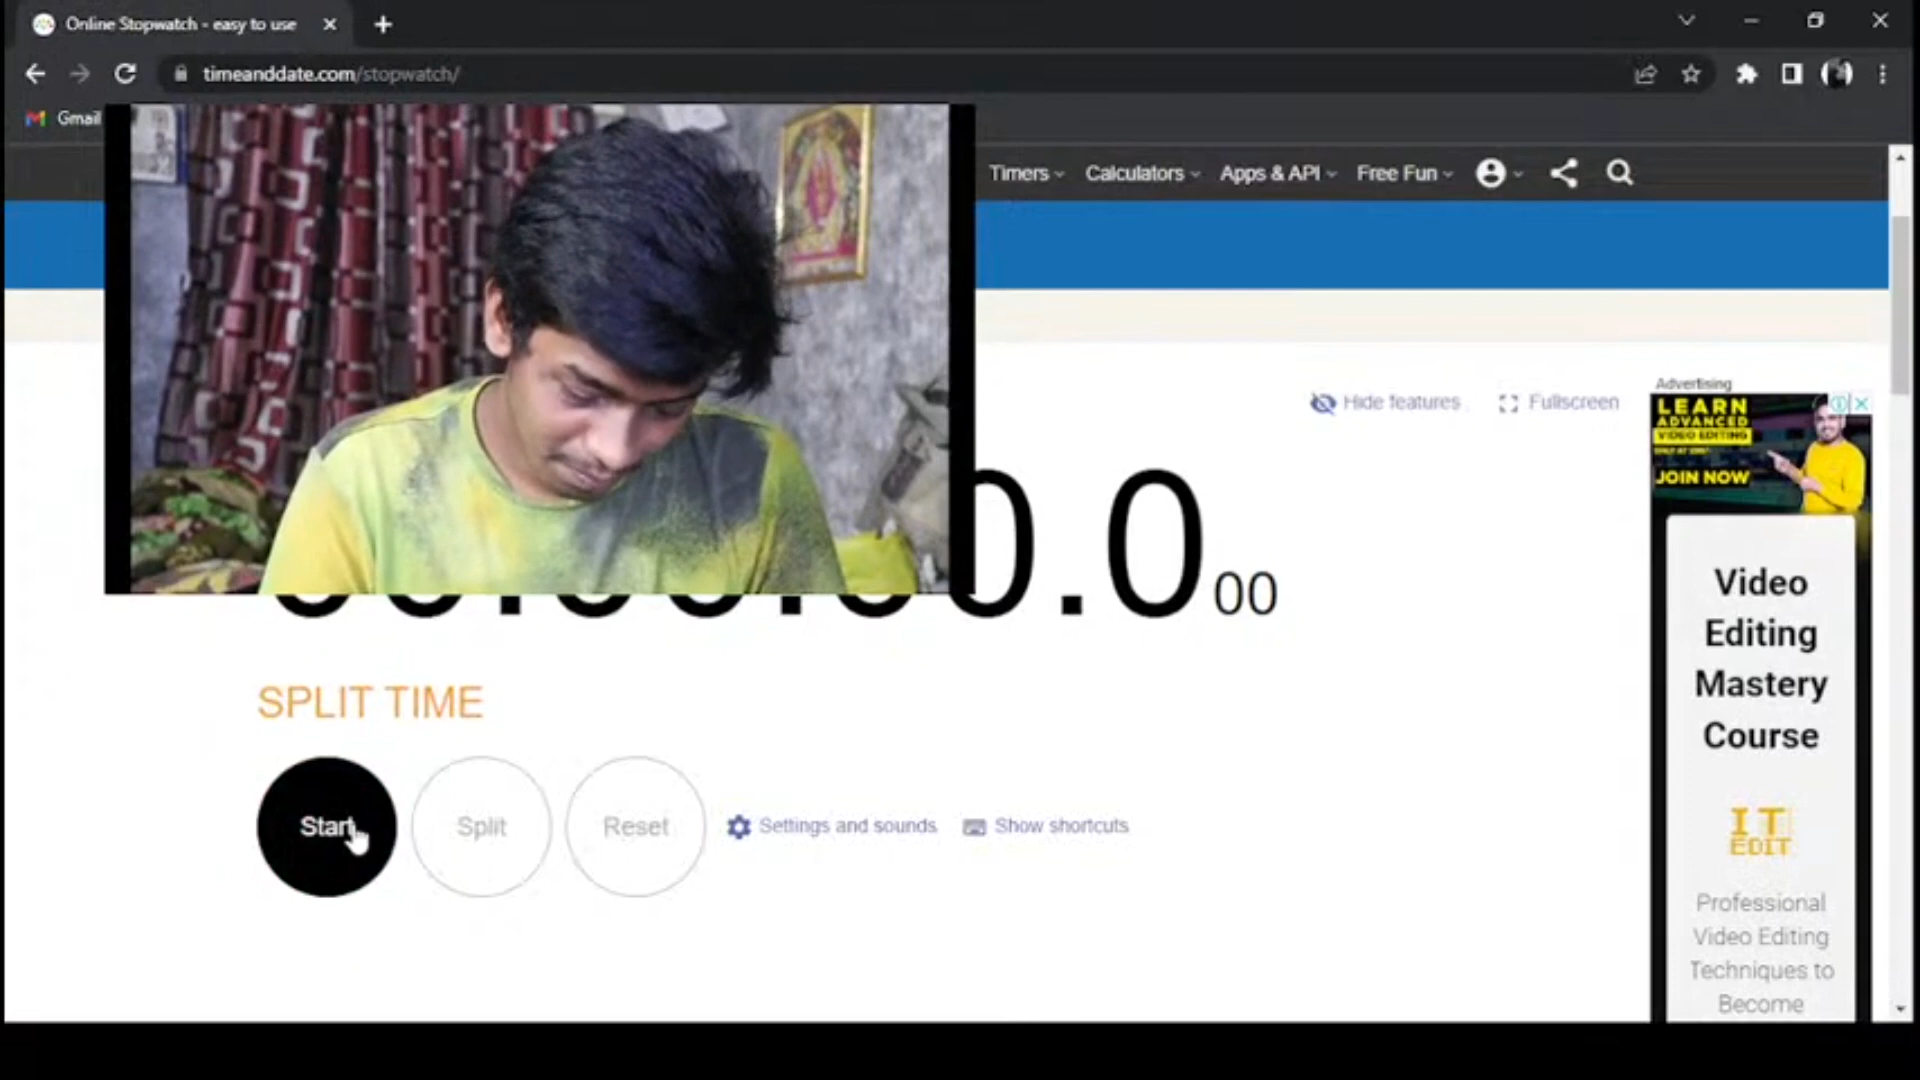 Online Stopwatch - easy to use
timeanddate.com/stopwatch/
Gmail
Timers
Calculators
Apps & API
Free Fun
Hide features
Fullscreen
Advertising
LEARN
ADVANCED
VIDEO EDITING
JOIN NOW
0.0
00
SPLIT TIME
Start
Split
Reset
Settings and sounds
Show shortcuts
Video
Editing
Mastery
Course
IT
EDIT
Professional
Video Editing
Techniques to
Become